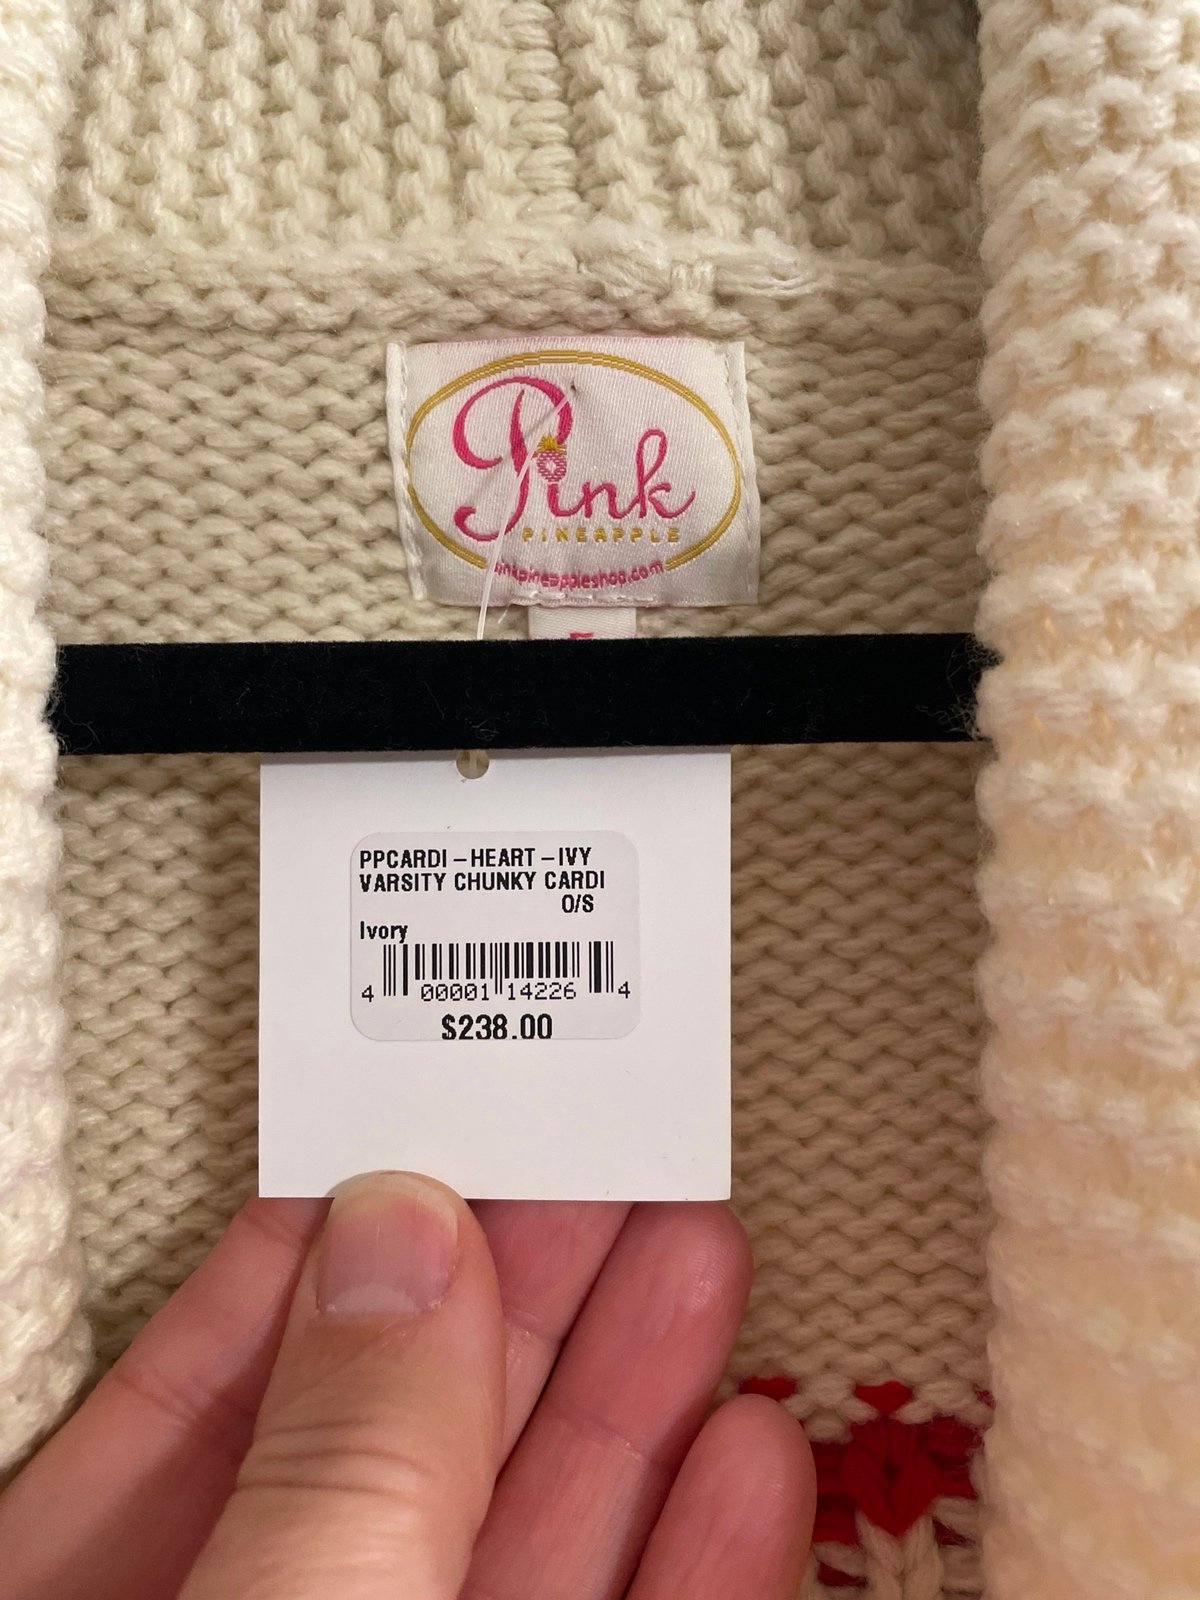 Pink
PINEAPPLE
pinkpineappleshop.com
PPCARDI - HEART - IVY
VARSITY CHUNKY CARDI
O/S
Ivory
4 00001 14226 4
$238.00